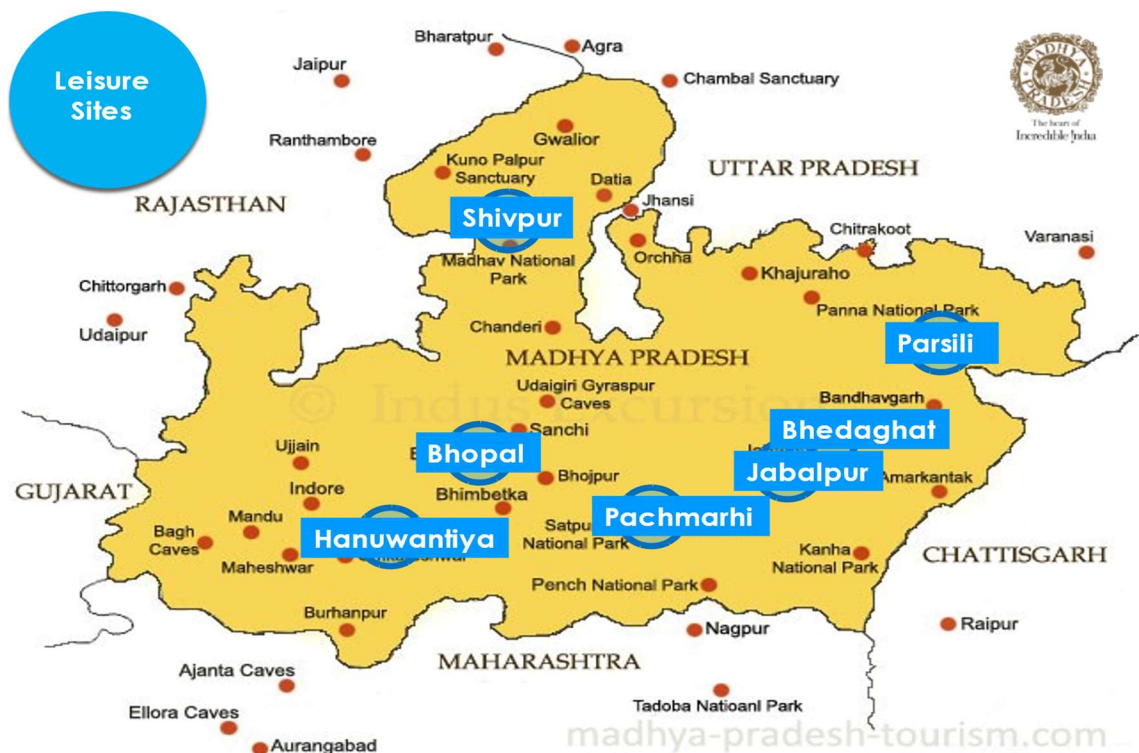 Leisure
Sites
Bharatpur
Agra
Jaipur
Chambal Sanctuary
MADHYA
PRADESH
The heart of
Incredible !ndia
Ranthambore
Gwalior
Kuno Palpur
Sanctuary
UTTAR PRADESH
RAJASTHAN
Datia
Jhansi
Shivpur
Chitrakoot
Varanasi
Orchha
Madhav National
Park
Khajuraho
Chittorgarh
Panna National Park
Udaipur
Chanderi
Parsili
MADHYA PRADESH
Udaigiri Gyraspur
Caves
Bandhavgarh
© Indus Excursion
Sanchi
Bhedaghat
Ujjain
Bhopal
Jabalpur
Bhojpur
Amarkantak
GUJARAT
Indore
Bhimbetka
Pachmarhi
Mandu
Bagh
Caves
Hanuwantiya
National Park
Maheshwar
Kanha
National Park
CHATTISGARH
Pench National Park
Burhanpur
Nagpur
Raipur
MAHARASHTRA
Ajanta Caves
Tadoba Natioanl Park
Ellora Caves
Aurangabad
madhya-pradesh-tourism.com